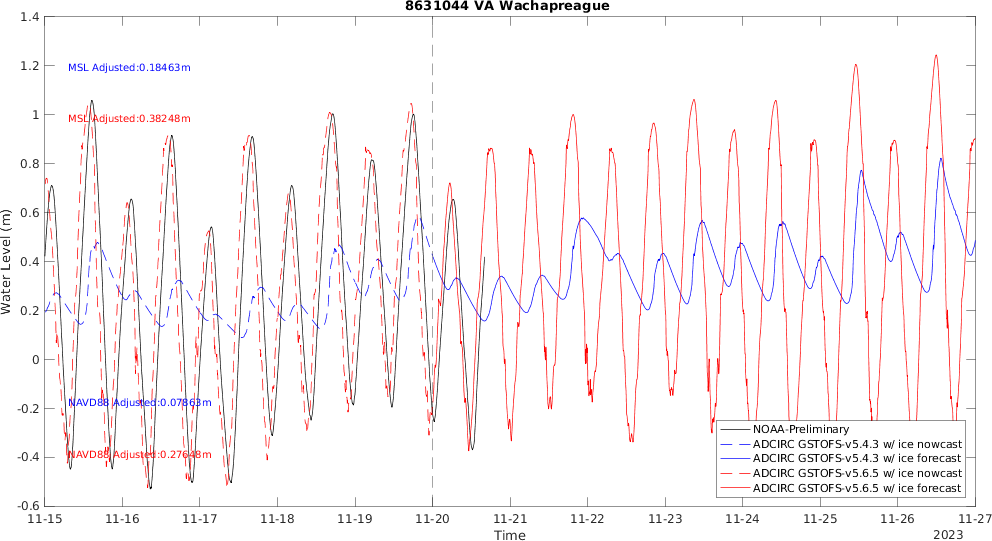 8631044 VA Wachapreague
1.4
1.2
1
0.8
0.6
0.4
0.2
0
-0.2
-0.4
-0.6
Water Level (m)
MSL Adjusted:0.18463m
MSL Adjusted:0.38248m
NAVD88 Adjusted:0.07863m
NAVD88 Adjusted:0.27648m
NOAA-Preliminary
ADCIRC GSTOFS-v5.4.3 w/ ice nowcast
ADCIRC GSTOFS-v5.4.3 w/ ice forecast
ADCIRC GSTOFS-v5.6.5 w/ ice nowcast
ADCIRC GSTOFS-v5.6.5 w/ ice forecast
11-15 11-16 11-17 11-18 11-19 11-20 11-21 11-22 11-23 11-24 11-25 11-26 11-27
Time
2023